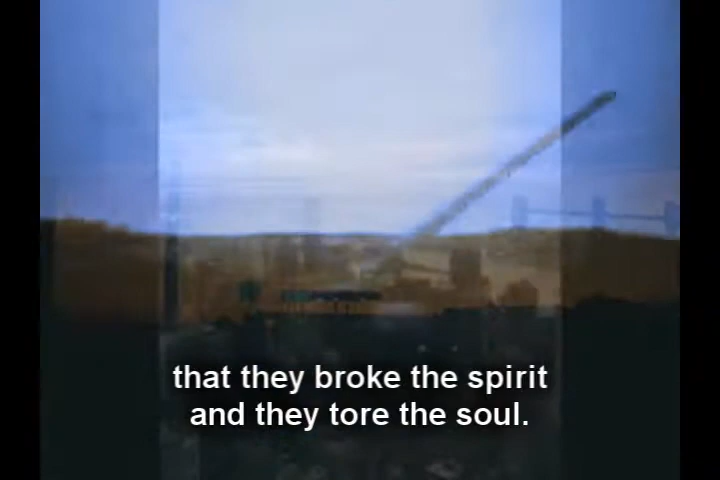 that they broke the spirit
and they tore the soul.